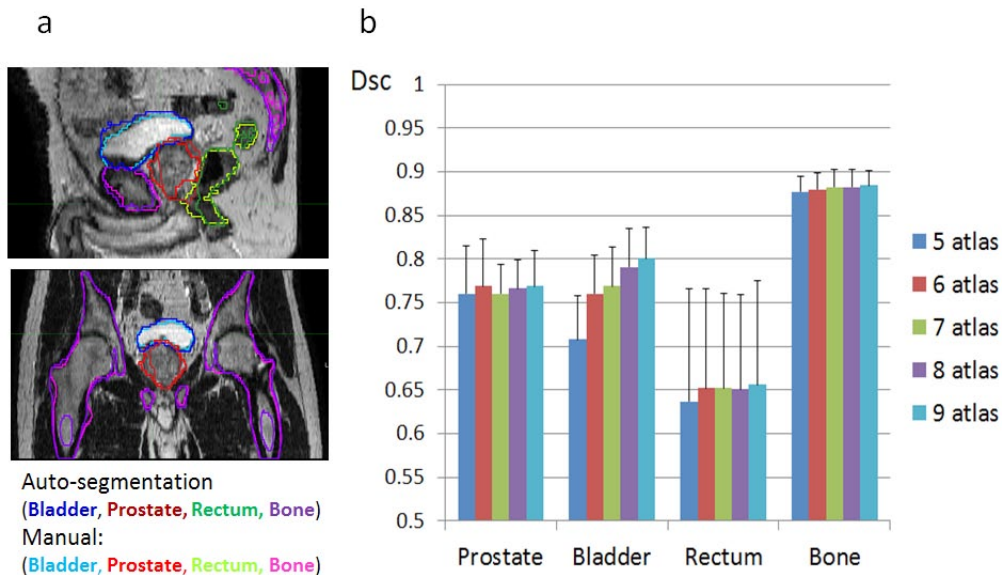 a
b
Dsc
1
0.95
0.9
0.85
0.8
0.75
0.7
0.65
0.6
0.55
0.5
Prostate Bladder Rectum Bone
5 atlas
6 atlas
7 atlas
8 atlas
9 atlas
Auto-segmentation
(Bladder, Prostate, Rectum, Bone)
Manual:
(Bladder, Prostate, Rectum, Bone)